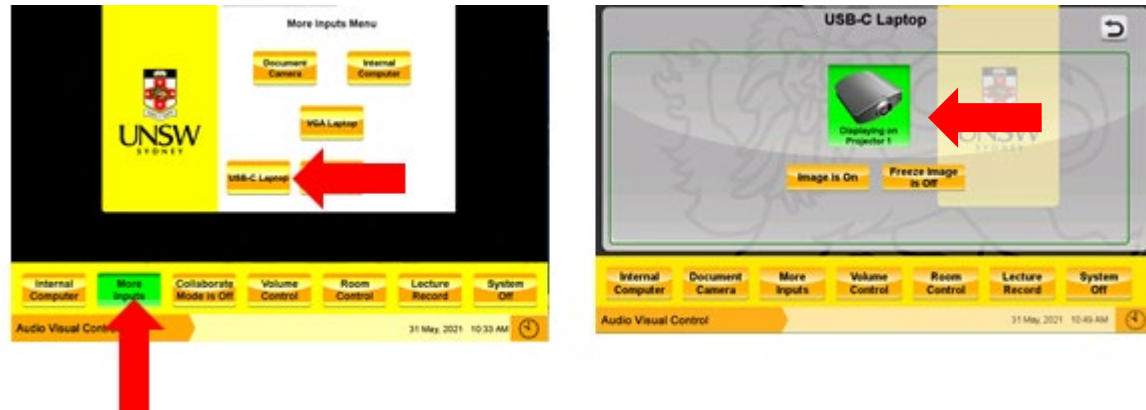 More Inputs Menu
Document
Camera
Internal
Computer
VGA Laptop
USB-C Laptop
UNSW
SYDNEY
Internal
Computer
More
Inputs
Collaborate
Mode is Off
Volume
Control
Room
Control
Lecture
Record
System
Off
Audio Visual
31 May, 2021 10:33 AM
USB-C Laptop
Displaying on
Projector 1
Image is On
Freeze Image
is Off
Internal
Computer
Document
Camera
More
Inputs
Volume
Control
Room
Control
Lecture
Record
System
Off
Audio Visual Control
31 May, 2021 10:49 AM